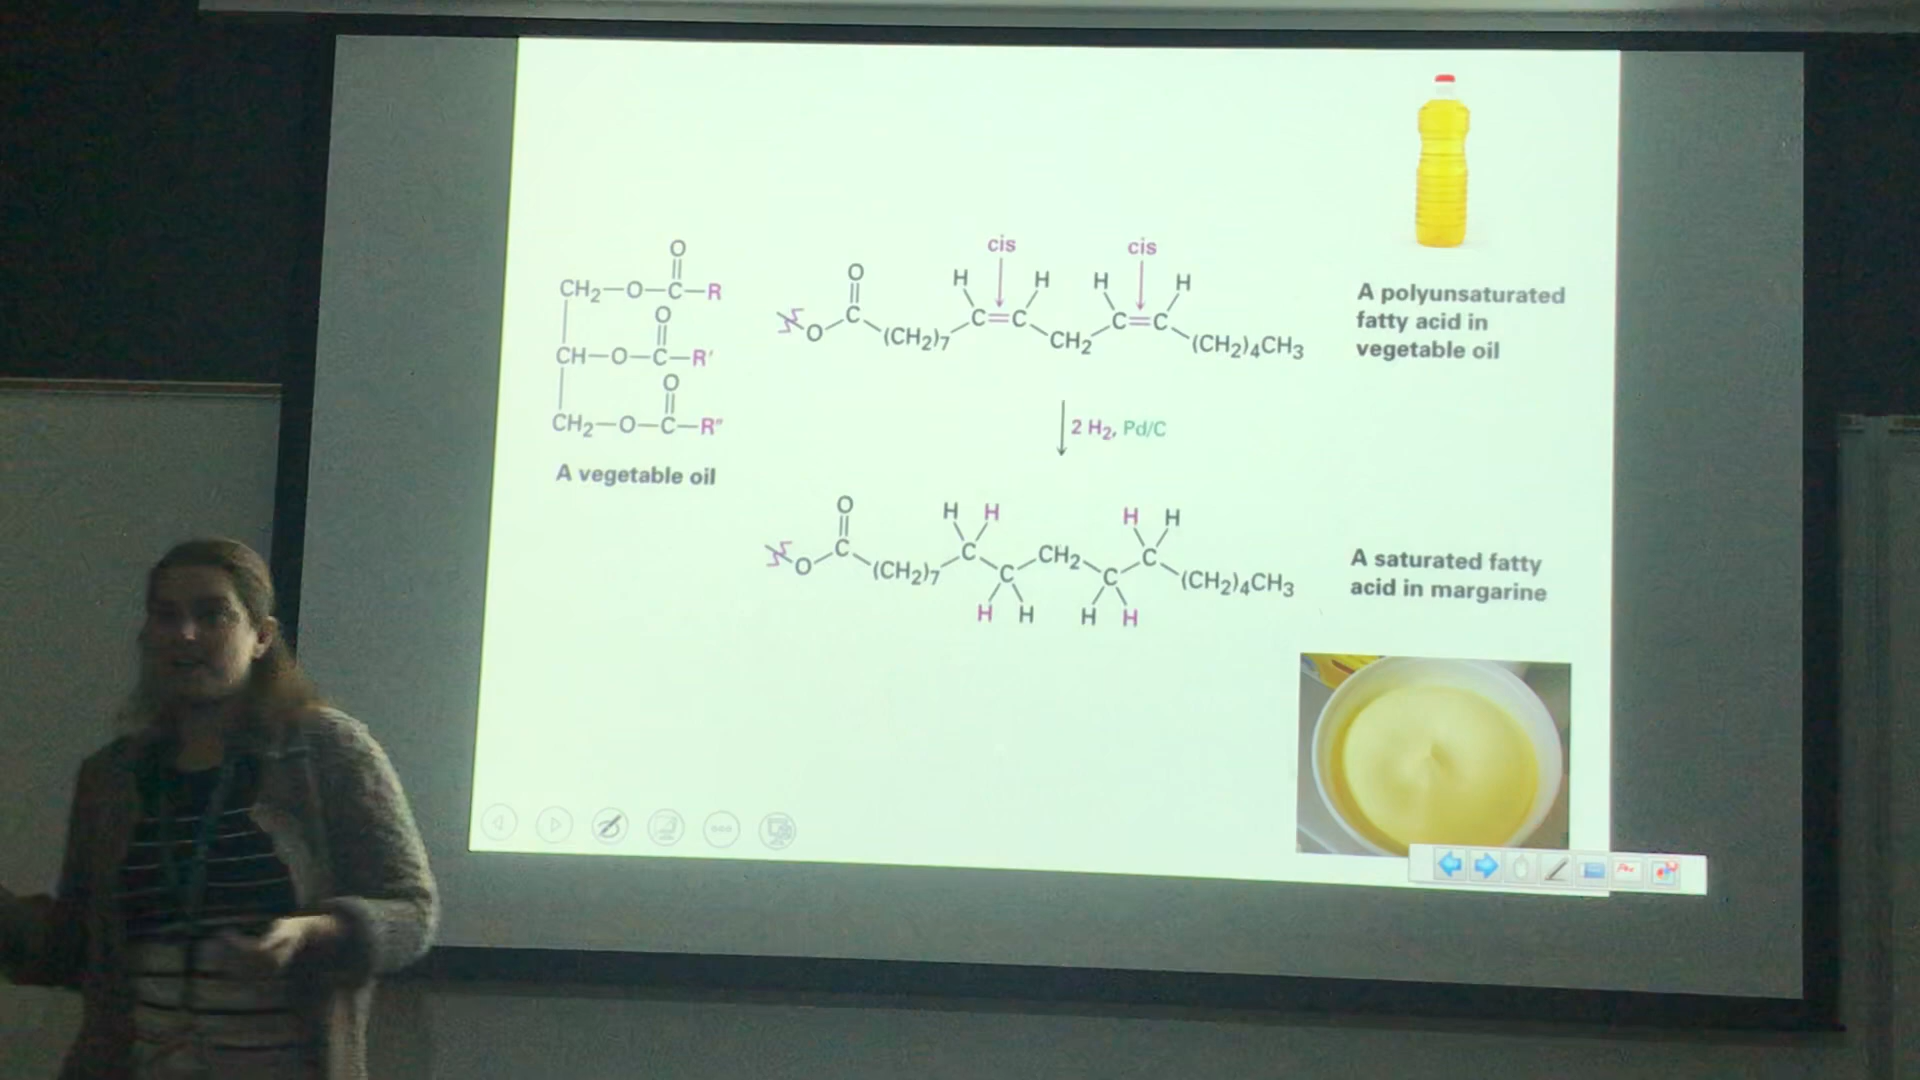 cis
cis
O
H
H
H
H
O
CH₂—O—C—R
O
C=C
C=C
O
C
(CH₂)₇
CH₂
(CH₂)₄CH₃
CH—O—C—R'
O
CH₂—O—C—R"
A vegetable oil
A polyunsaturated
fatty acid in
vegetable oil
2 H₂, Pd/C
O
H H
H H
C
C
CH₂
C
O
(CH₂)₇
C
C
(CH₂)₄CH₃
H H
H H
A saturated fatty
acid in margarine